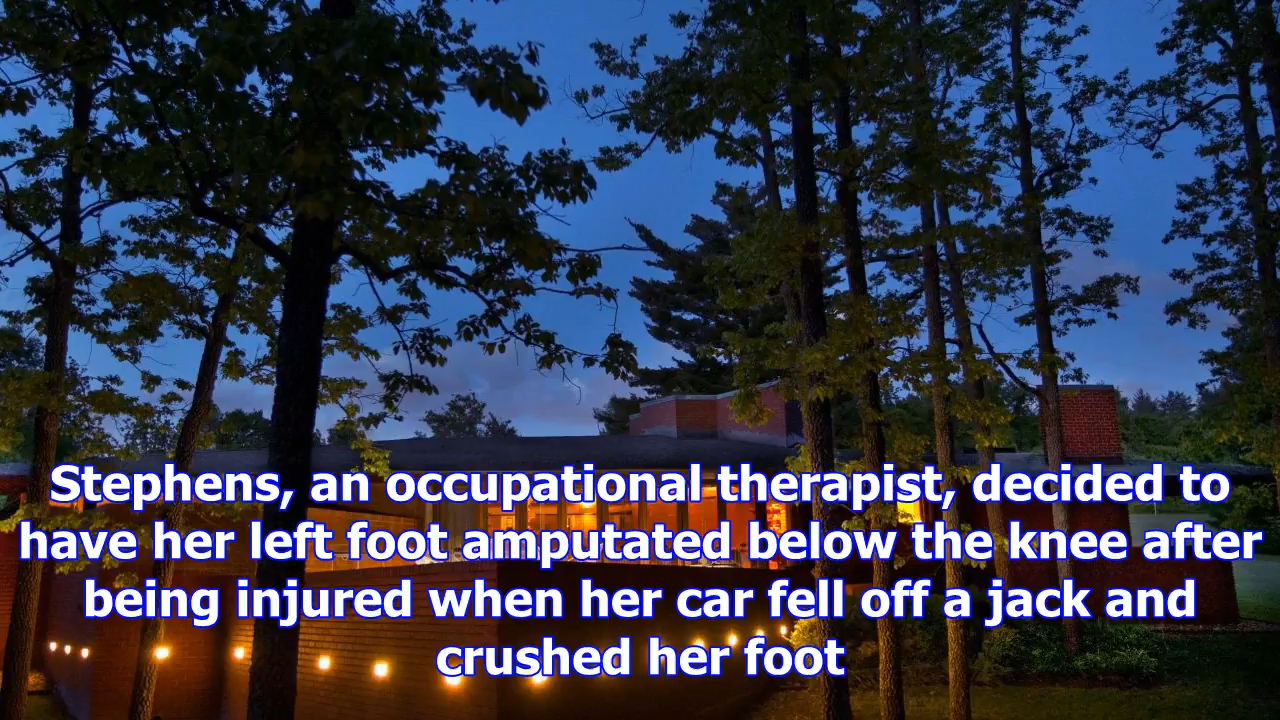 Stephens, an occupational therapist, decided to
have her left foot amputated below the knee after
being injured when her car fell off a jack and
crushed her foot